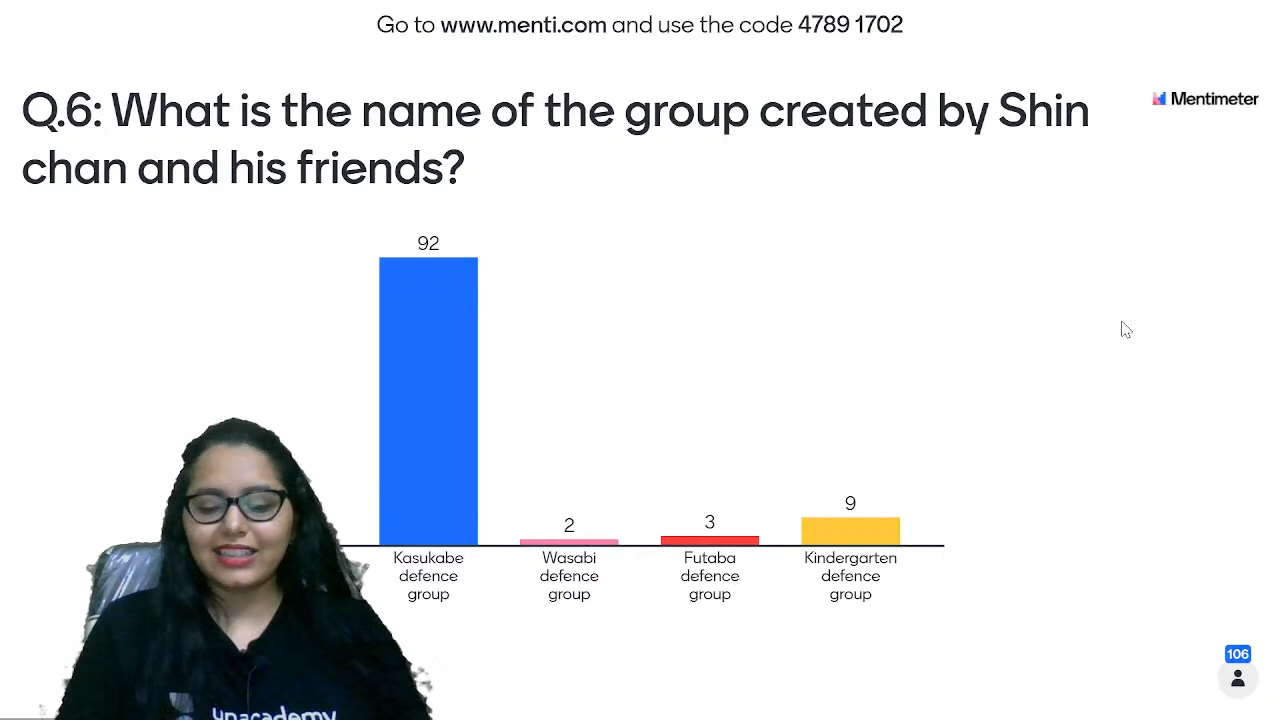 Go to www.menti.com and use the code 4789 1702
Q.6: What is the name of the group created by Shin
chan and his friends?
Mentimeter
92
2
3
9
Kasukabe
defence
group
Wasabi
defence
group
Futaba
defence
group
Kindergarten
defence
group
106
unacademy